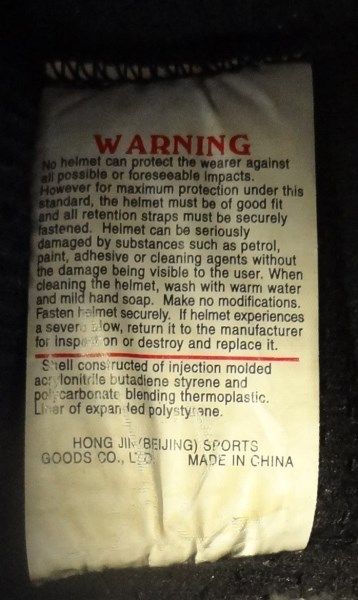 WARNING
No helmet can protect the wearer against
all possible or foreseeable impacts.
However for maximum protection under this
standard, the helmet must be of good fit
and all retention straps must be securely
fastened. Helmet can be seriously
damaged by substances such as petrol,
paint, adhesive or cleaning agents without
the damage being visible to the user. When
cleaning the helmet, wash with warm water
and mild hand soap. Make no modifications.
Fasten helmet securely. If helmet experiences
a severe blow, return it to the manufacturer
for inspection or destroy and replace it.
Shell constructed of injection molded
acrylonitrile butadiene styrene and
polycarbonate blending thermoplastic.
Liner of expanded polystyrene.
HONG (BEIJING) SPORTS
GOODS CO., LTD. MADE IN CHINA